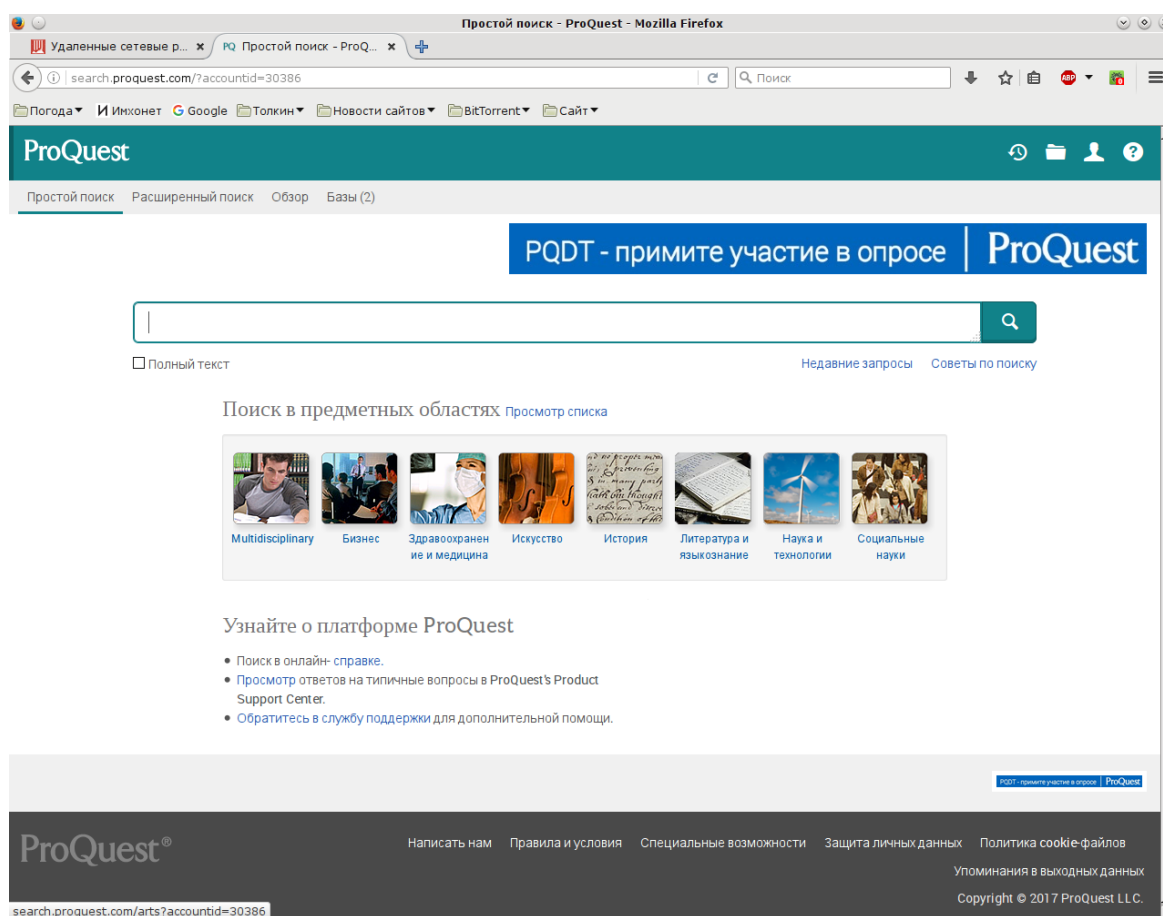 Простой поиск - ProQuest - Mozilla Firefox
Удаленные сетевые р... PQ Простой поиск - ProQ...
search.proquest.com/?accountid=30386 Поиск
Погода Имхонет Google Толкин Новости сайтов BitTorrent Сайт
ProQuest
Простой поиск Расширенный поиск Обзор Базы (2)
PQDT - примите участие в опросе | ProQuest
Полный текст Недавние запросы Советы по поиску
Поиск в предметных областях Просмотр списка
Multidisciplinary Бизнес Здравоохранен Искусство История Литература и Наука и Социальные
ие и медицина языкознание технологии науки
Узнайте о платформе ProQuest
• Поиск в онлайн- справке.
• Просмотр ответов на типичные вопросы в ProQuest's Product
Support Center.
• Обратитесь в службу поддержки для дополнительной помощи.
PQDT - примите участие в опросе | ProQuest
ProQuest® Написать нам Правила и условия Специальные возможности Защита личных данных Политика cookie-файлов
Упоминания в выходных данных
Copyright © 2017 ProQuest LLC.
search.proquest.com/arts?accountid=30386